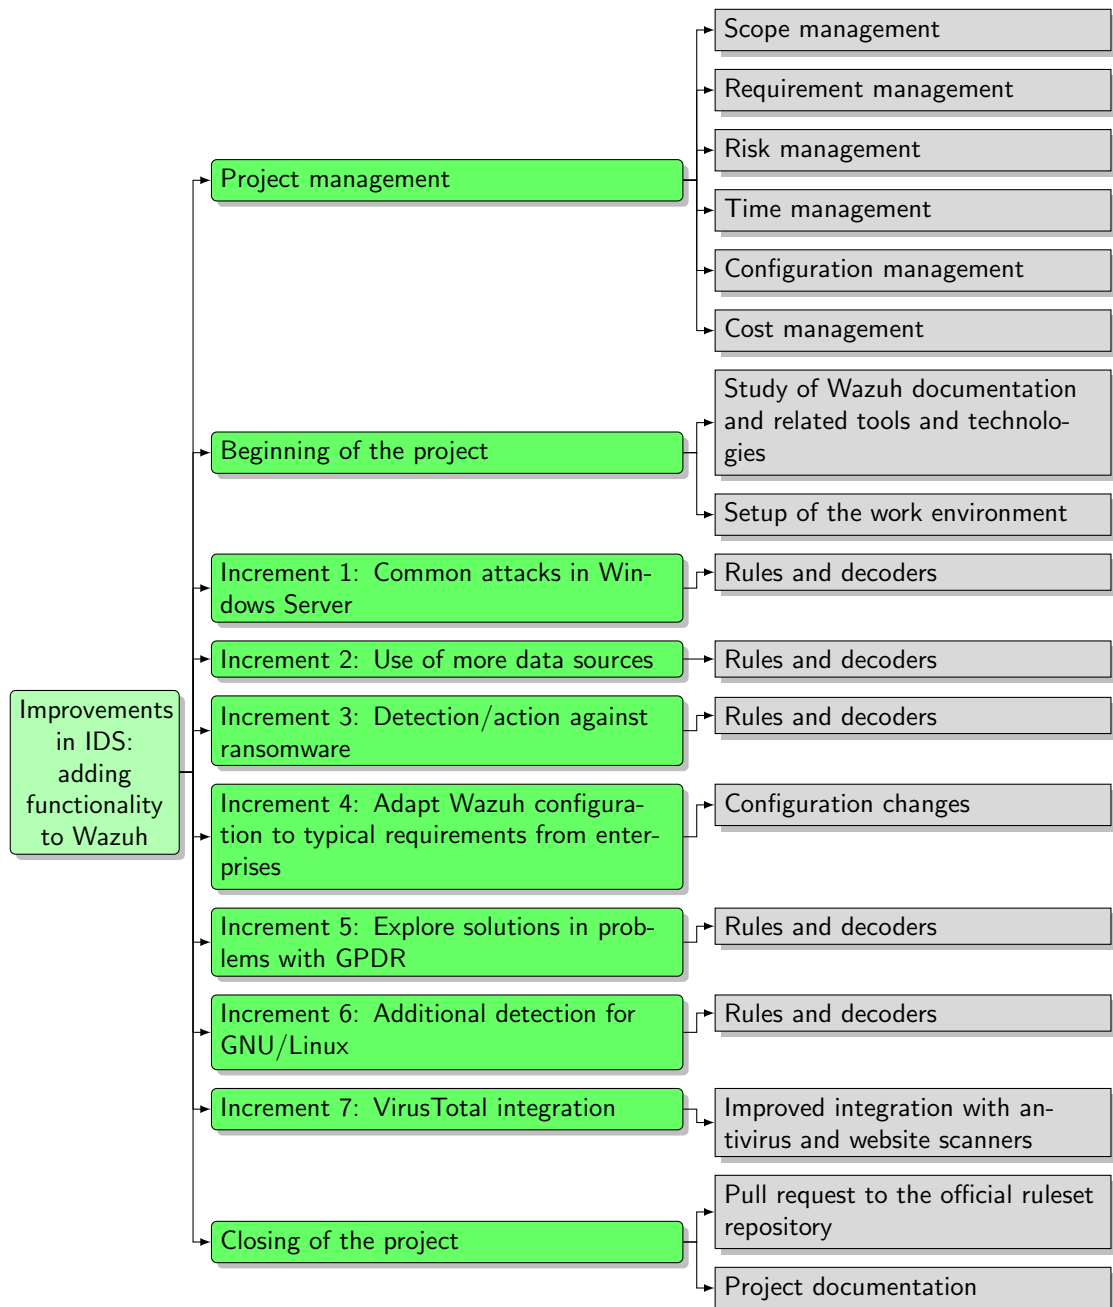 Scope management
Requirement management
Risk management
Project management
Time management
Configuration management
Cost management
Study of Wazuh documentation
and related tools and technolo-
gies
Beginning of the project
Setup of the work environment
Increment 1: Common attacks in Win-
dows Server
Rules and decoders
Increment 2: Use of more data sources
Rules and decoders
Improvements
in IDS:
adding
functionality
to Wazuh
Increment 3: Detection/action against
ransomware
Rules and decoders
Increment 4: Adapt Wazuh configura-
tion to typical requirements from enter-
prises
Configuration changes
Increment 5: Explore solutions in prob-
lems with GPDR
Rules and decoders
Increment 6: Additional detection for
GNU/Linux
Rules and decoders
Increment 7: VirusTotal integration
Improved integration with an-
tivirus and website scanners
Pull request to the official ruleset
repository
Closing of the project
Project documentation